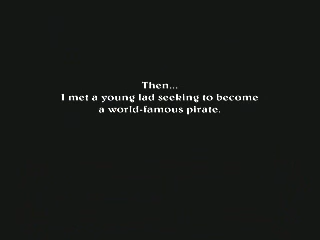 Then...
I met a young lad seeking to become
a world-famous pirate.